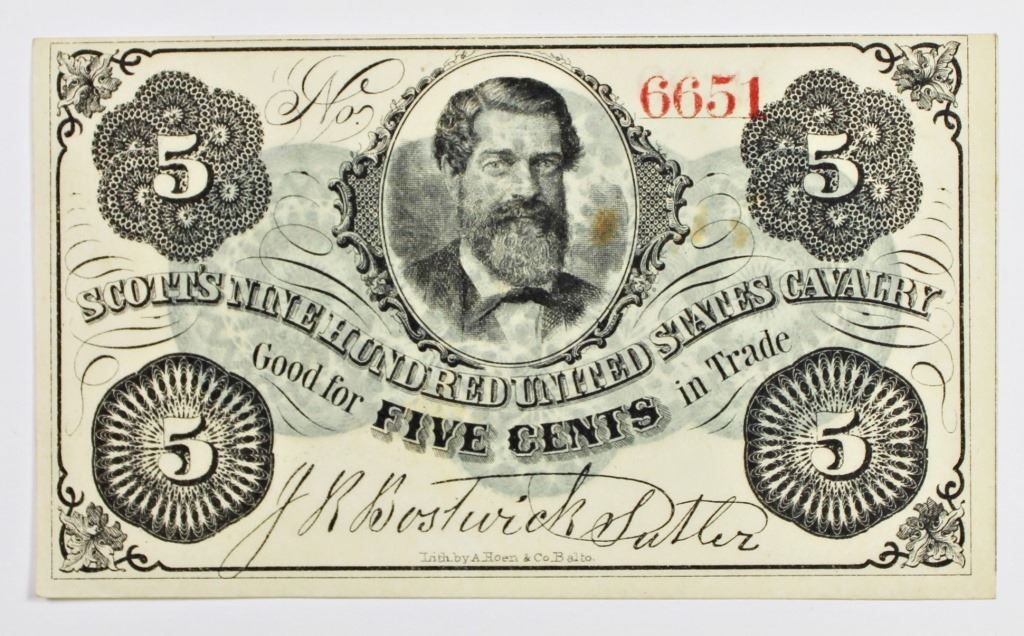 No. 6651
5 5
SCOTT'S NINE HUNDRED UNITED STATES CAVALRY
Good for FIVE CENTS in Trade
5 5
J R Bostwick Sutler
Lith. by A. Hoen & Co. Balto.